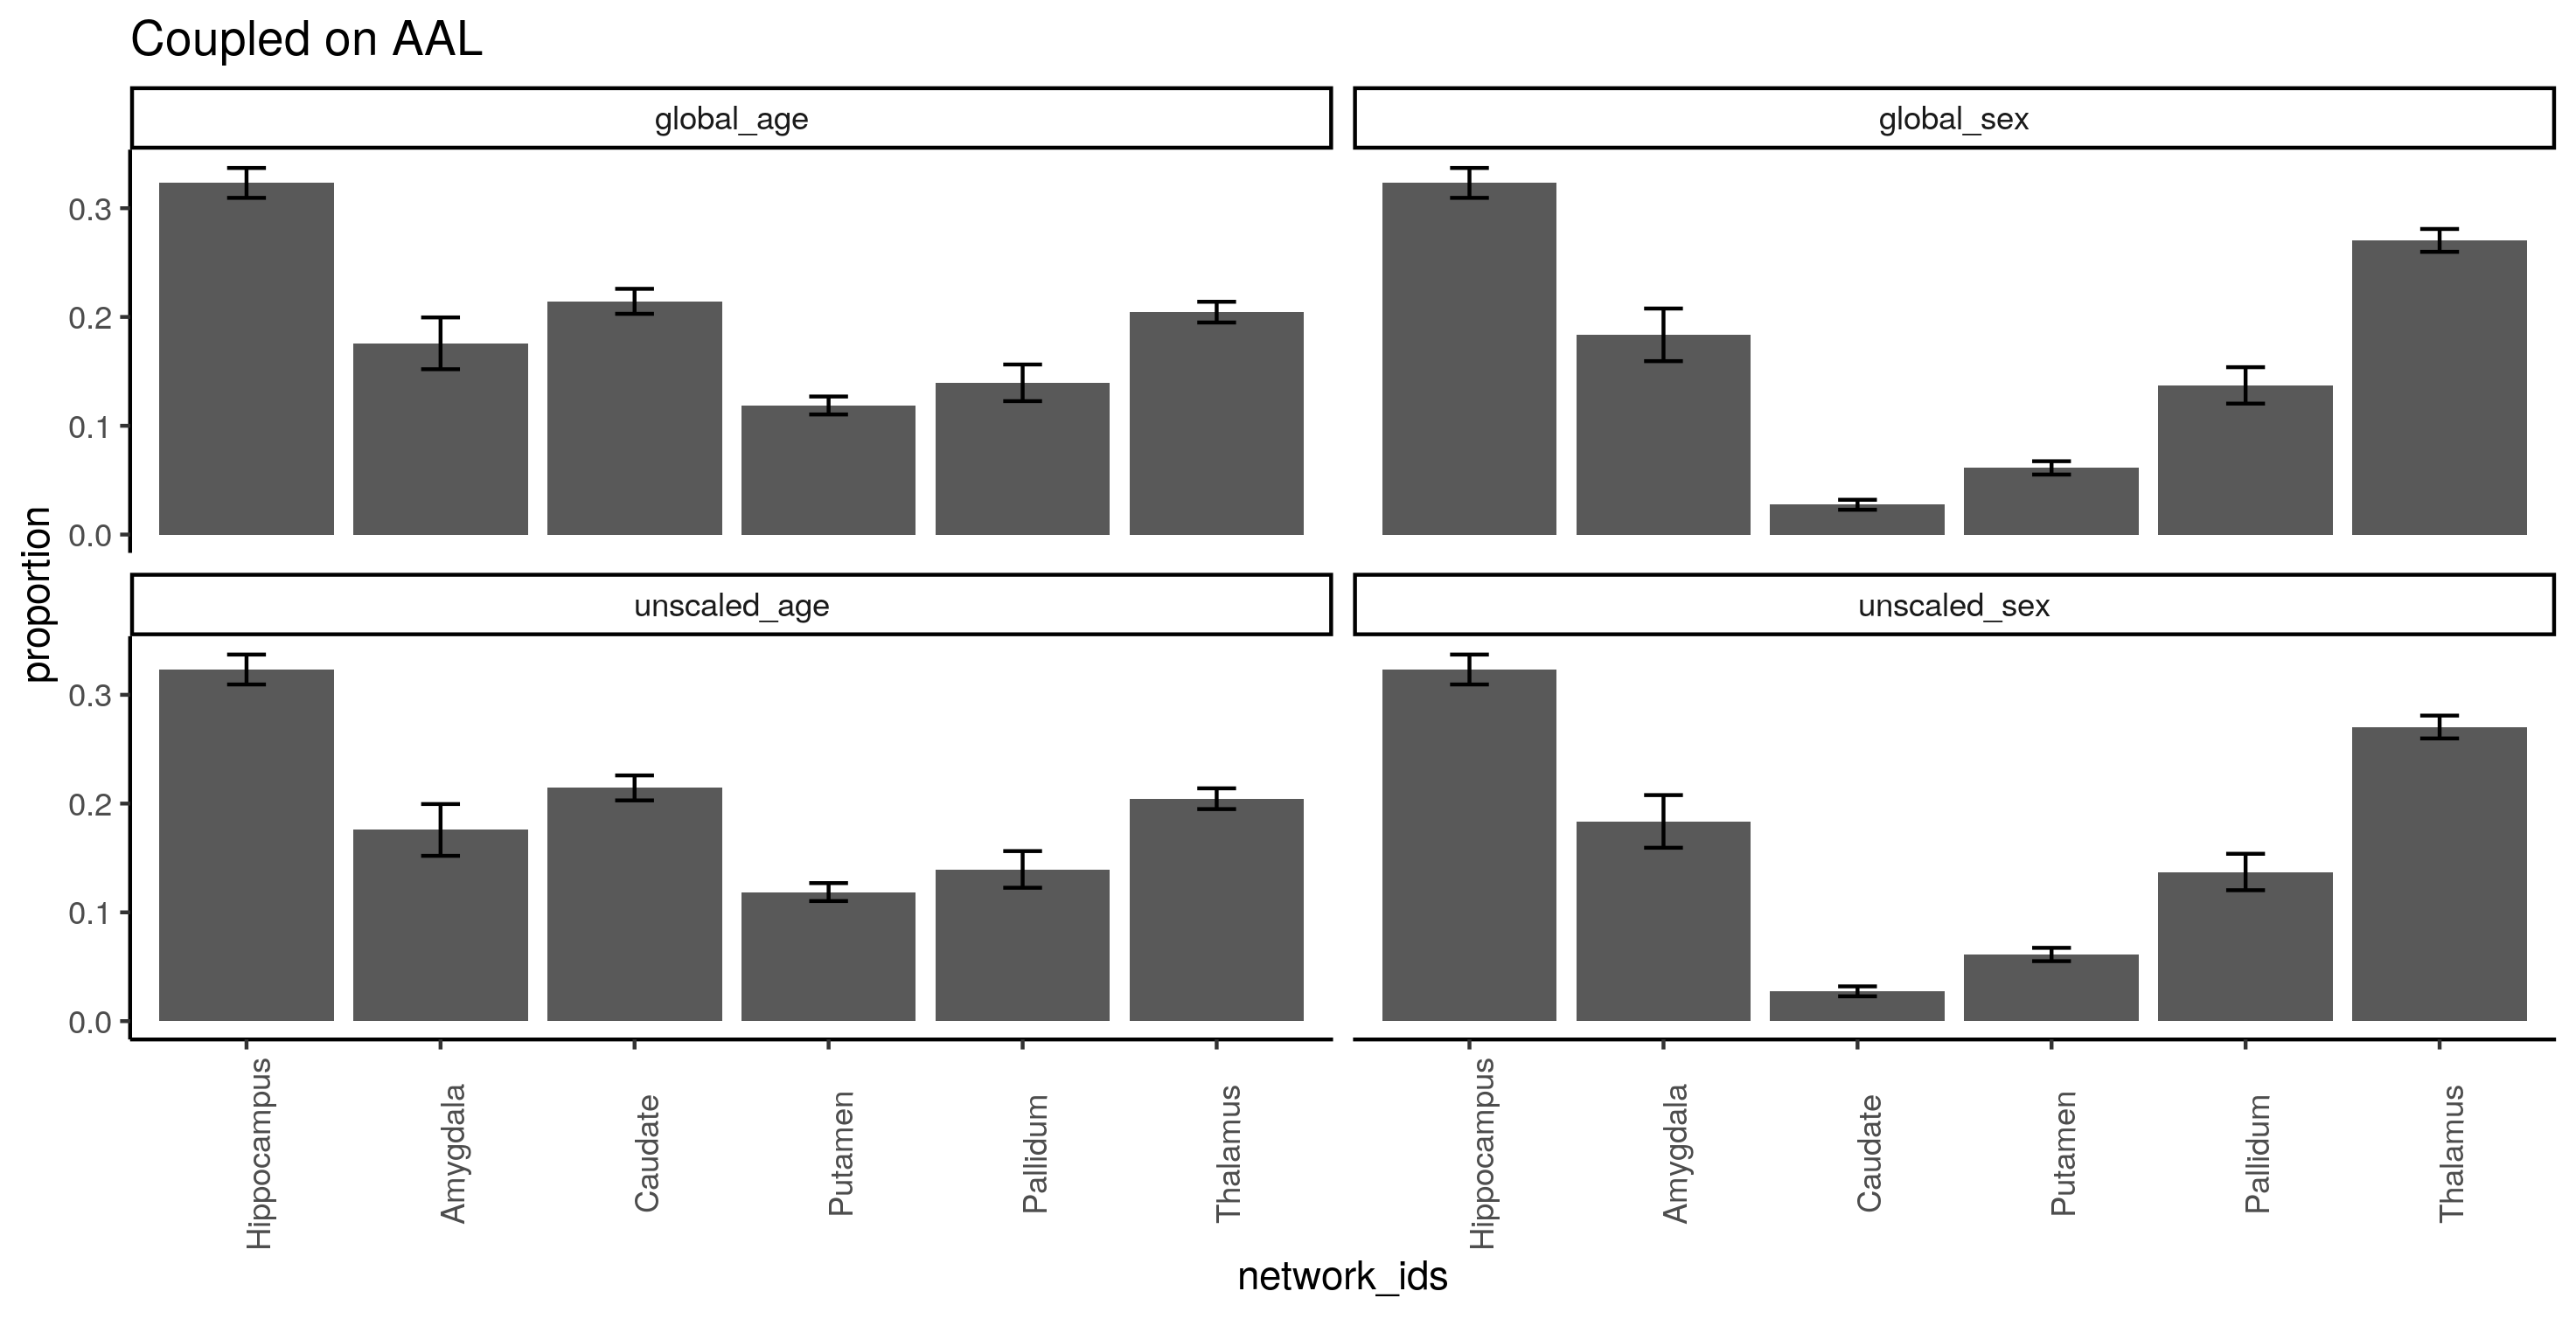 Coupled on AAL
global_age
global_sex
0.3
0.2
0.1
0.0
unscaled_age
unscaled_sex
0.3
0.2
0.1
0.0
proportion
Hippocampus
Amygdala
Caudate
Putamen
Pallidum
Thalamus
Hippocampus
Amygdala
Caudate
Putamen
Pallidum
Thalamus
network_ids